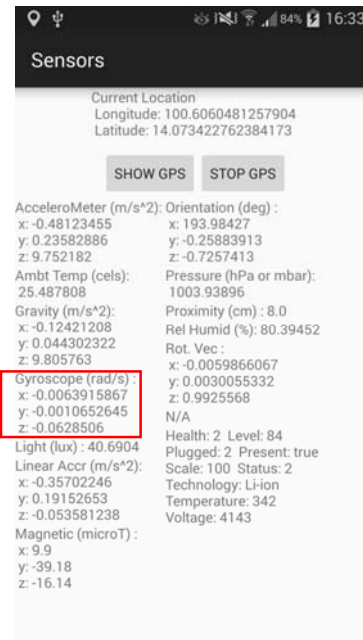 84% 16:33
Sensors
Current Location
Longitude: 100.6060481257904
Latitude: 14.073422762384173
SHOW GPS STOP GPS
AcceleroMeter (m/s^2):
x: -0.48123455
y: 0.23582886
z: 9.752182
Ambt Temp (cels):
25.487808
Gravity (m/s^2):
x: -0.12421208
y: 0.044302322
z: 9.805763
Gyroscope (rad/s) :
x: -0.0063915867
y: -0.0010652645
z: -0.0628506
Light (lux) : 40.6904
Linear Accr (m/s^2):
x: -0.35702246
y: 0.19152653
z: -0.053581238
Magnetic (microT) :
x: 9.9
y: -39.18
z: -16.14
Orientation (deg) :
x: 193.98427
y: -0.25883913
z: -0.7257413
Pressure (hPa or mbar):
1003.93896
Proximity (cm) : 8.0
Rel Humid (%): 80.39452
Rot. Vec :
x: -0.0059866067
y: 0.0030055332
z: 0.9925568
N/A
Health: 2 Level: 84
Plugged: 2 Present: true
Scale: 100 Status: 2
Technology: Li-ion
Temperature: 342
Voltage: 4143